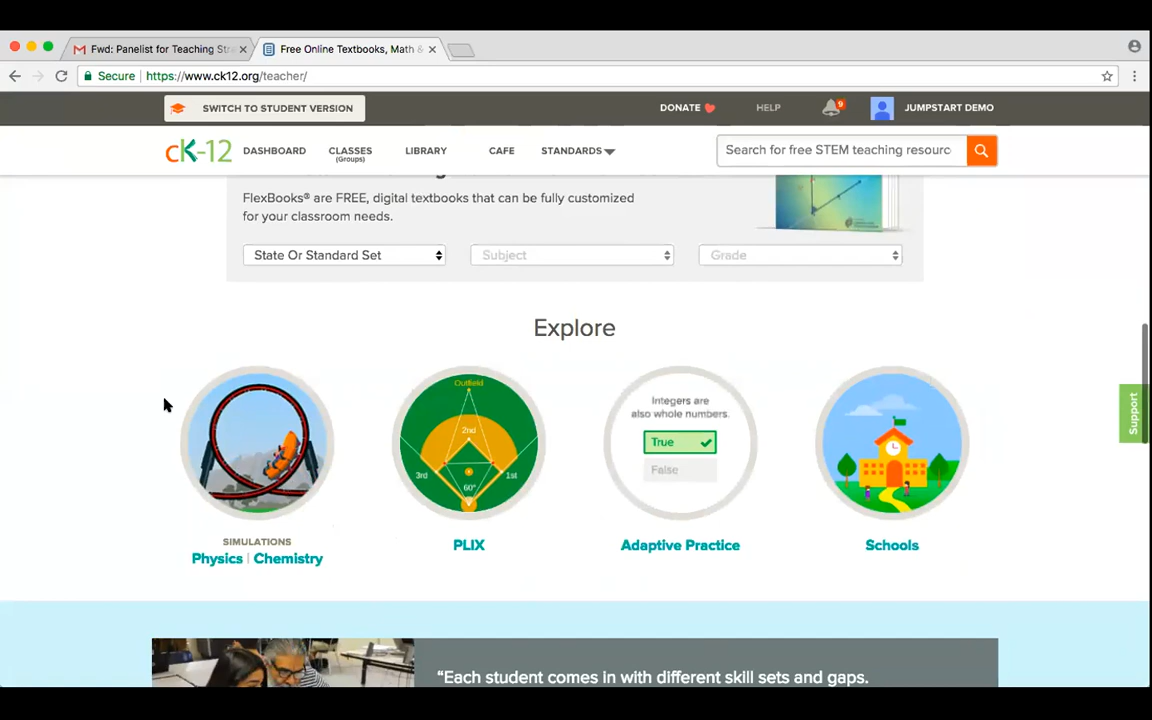 Fwd: Panelist for Teaching Stra
Free Online Textbooks, Math &
Secure https://www.ck12.org/teacher/
SWITCH TO STUDENT VERSION
DONATE
HELP
9
JUMPSTART DEMO
cK-12
DASHBOARD
CLASSES
(Groups)
LIBRARY
CAFE
STANDARDS
Search for free STEM teaching resourc
FlexBooks® are FREE, digital textbooks that can be fully customized
for your classroom needs.
State Or Standard Set
Subject
Grade
Explore
Outfield
2nd
3rd
1st
60°
Integers are
also whole numbers.
True
False
Support
SIMULATIONS
Physics | Chemistry
PLIX
Adaptive Practice
Schools
“Each student comes in with different skill sets and gaps.